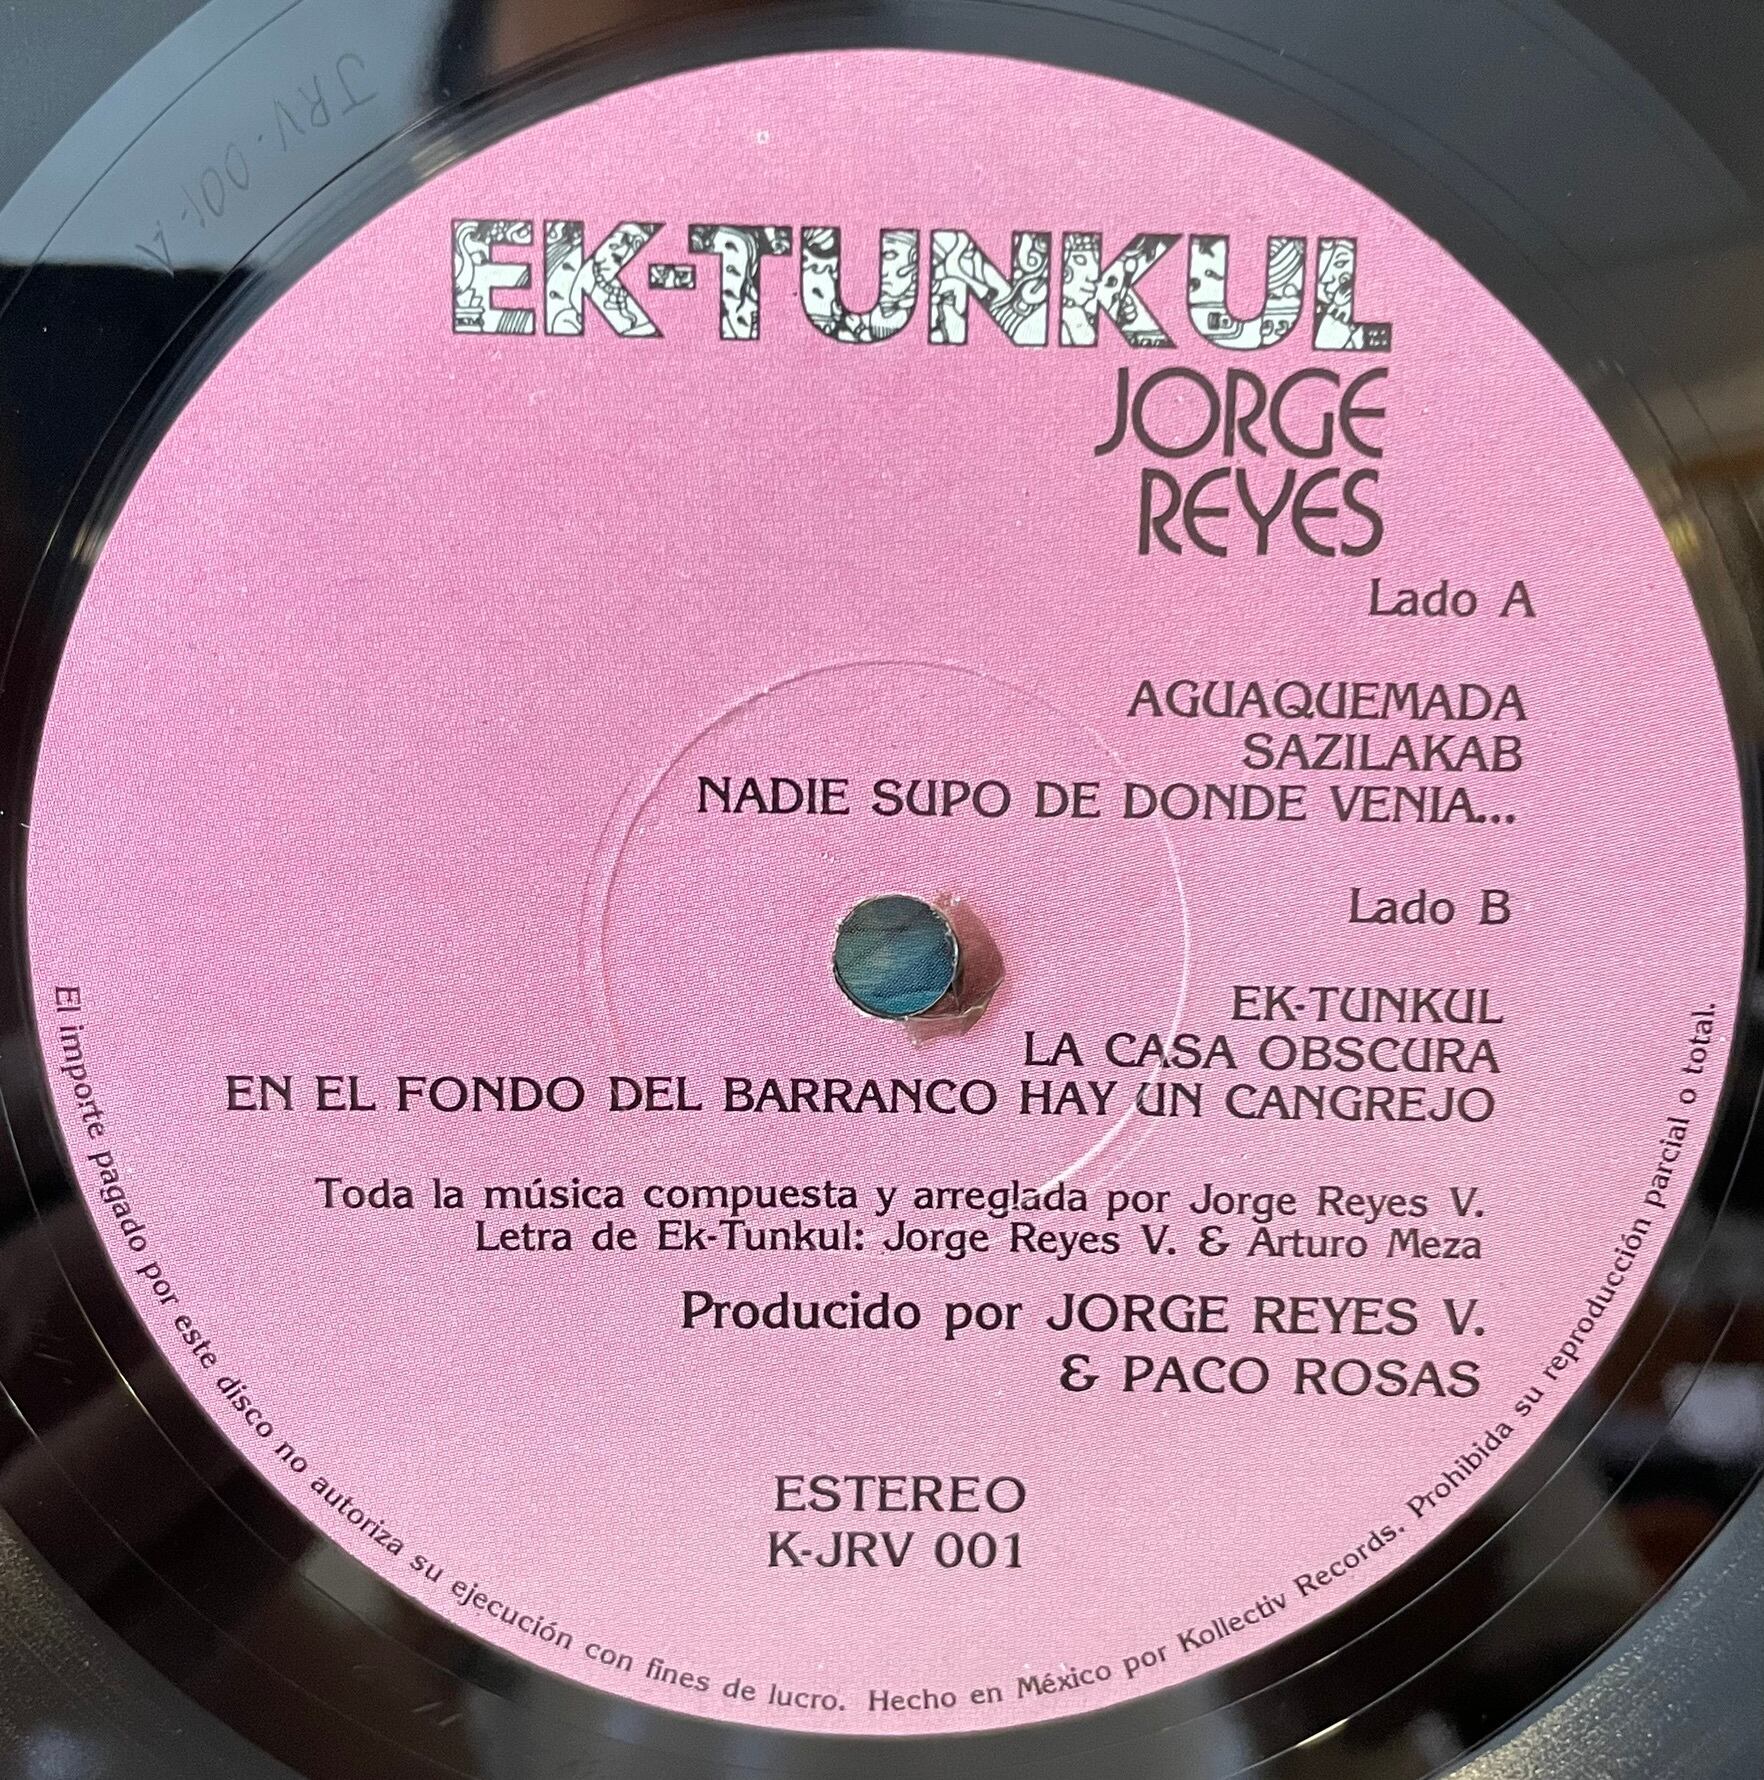 JRV-001-A
EK-TUNKUL
JORGE
REYES
Lado A
AGUAQUEMADA
SAZILAKAB
NADIE SUPO DE DONDE VENIA...
Lado B
EK-TUNKUL
LA CASA OBSCURA
EN EL FONDO DEL BARRANCO HAY UN CANGREJO
Toda la música compuesta y arreglada por Jorge Reyes V.
Letra de Ek-Tunkul: Jorge Reyes V. & Arturo Meza
Producido por JORGE REYES V.
& PACO ROSAS
ESTEREO
K-JRV 001
El importe pagado por este disco no autoriza su ejecución con fines de lucro. Hecho en México por Kollectiv Records. Prohibida su reproducción parcial o total.